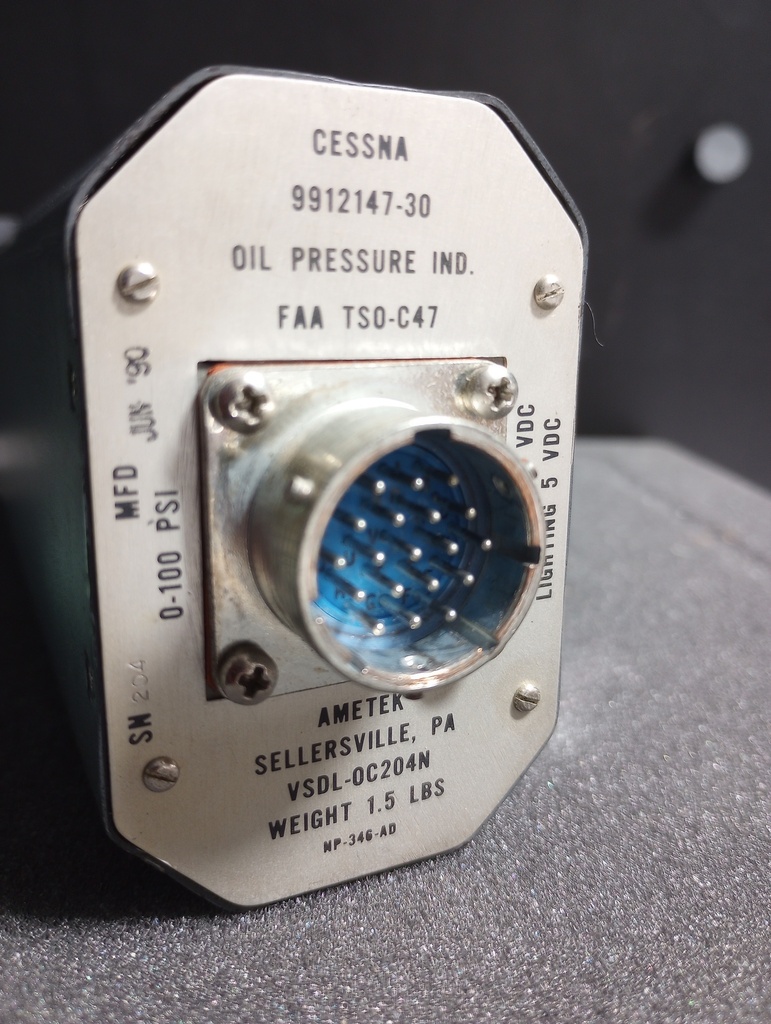 CESSNA
9912147-30
OIL PRESSURE IND.
FAA TSO-C47
MFD JUN '90
0-100 PSI
SN 204
VDC
LIGHTING 5 VDC
AMETEK
SELLERSVILLE, PA
VSDL-OC204N
WEIGHT 1.5 LBS
NP-346-AD